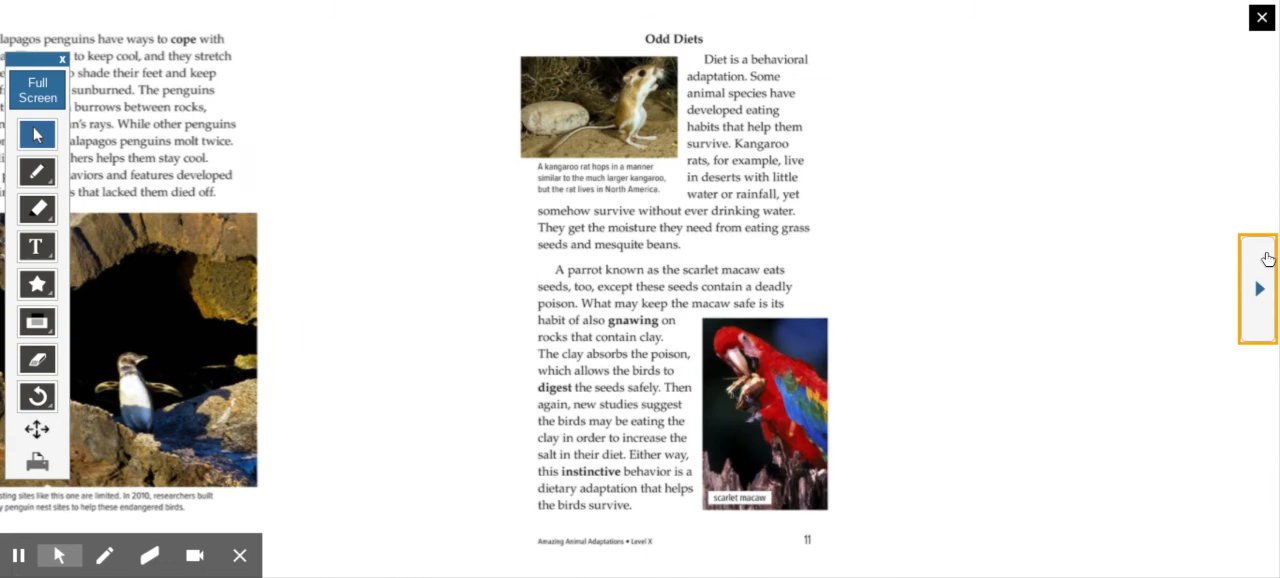 lapagos penguins have ways to cope with
to keep cool, and they stretch
shade their feet and keep
sunburned. The penguins
burrows between rocks,
n's rays. While other penguins
alapagos penguins molt twice.
hers helps them stay cool.
aviors and features developed
s that lacked them died off.
sting sites like this one are limited. In 2010, researchers built
y penguin nest sites to help these endangered birds.
x
Full
Screen
T
Odd Diets
Diet is a behavioral
adaptation. Some
animal species have
developed eating
habits that help them
survive. Kangaroo
rats, for example, live
in deserts with little
water or rainfall, yet
A kangaroo rat hops in a manner
similar to the much larger kangaroo,
but the rat lives in North America.
somehow survive without ever drinking water.
They get the moisture they need from eating grass
seeds and mesquite beans.
A parrot known as the scarlet macaw eats
seeds, too, except these seeds contain a deadly
poison. What may keep the macaw safe is its
habit of also gnawing on
rocks that contain clay.
The clay absorbs the poison,
which allows the birds to
digest the seeds safely. Then
again, new studies suggest
the birds may be eating the
clay in order to increase the
salt in their diet. Either way,
this instinctive behavior is a
dietary adaptation that helps
the birds survive.
scarlet macaw
Amazing Animal Adaptations • Level X
11